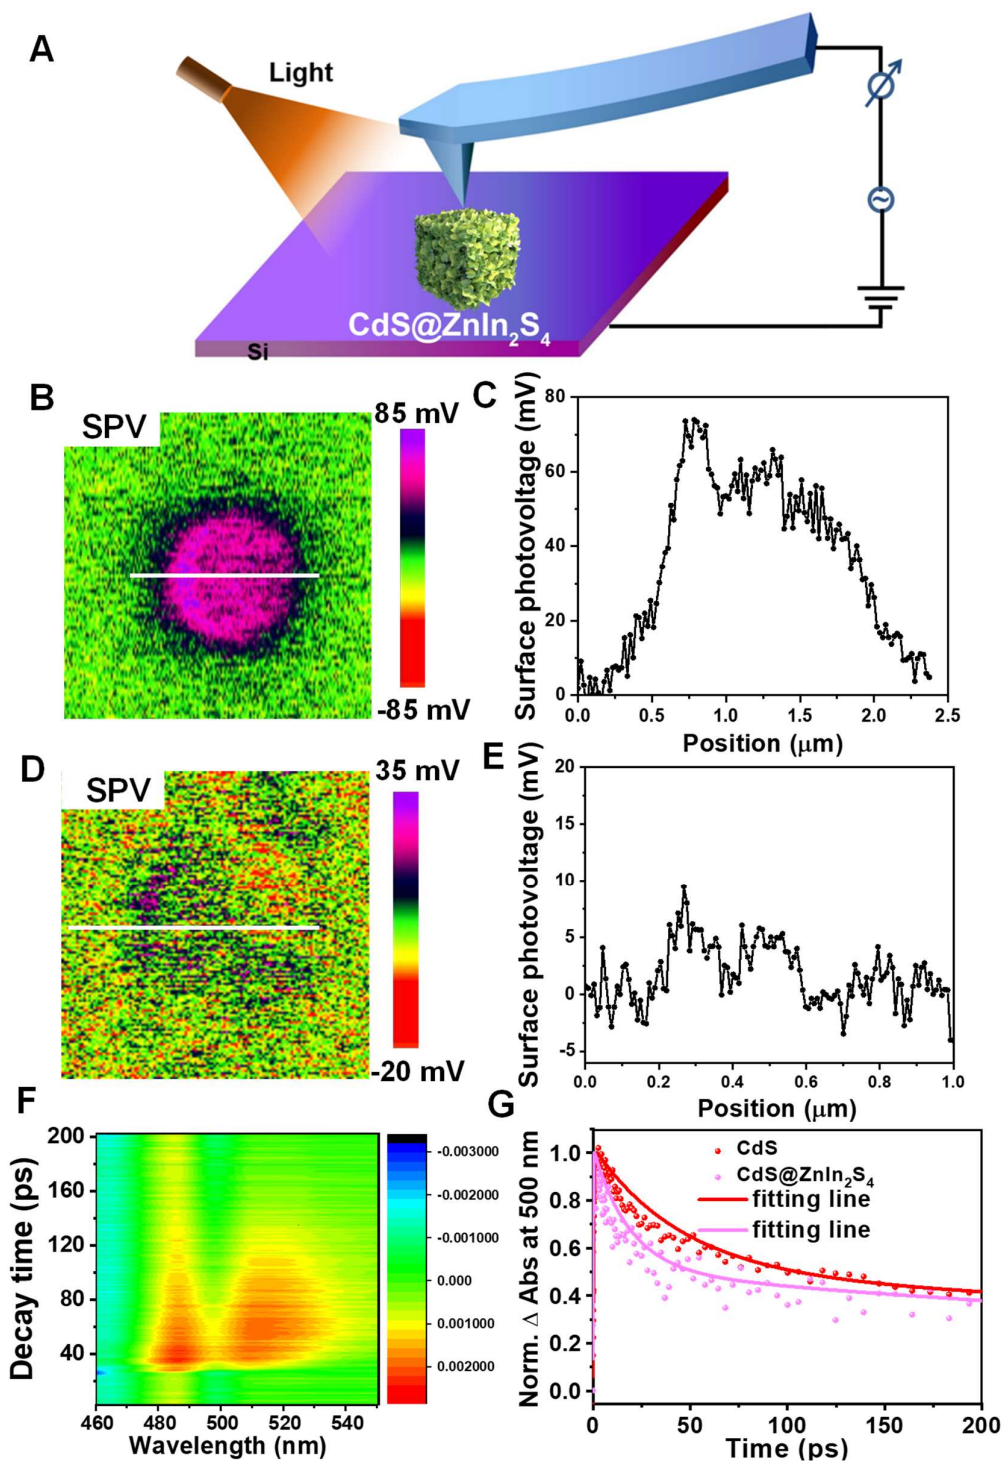 A
Light
~
CdS@ZnIn₂S₄
Si
B
SPV
85 mV
-85 mV
C
Surface photovoltage (mV)
80
60
40
20
0
0.0 0.5 1.0 1.5 2.0 2.5
Position (μm)
D
SPV
35 mV
-20 mV
E
Surface photovoltage (mV)
20
15
10
5
0
-5
0.0 0.2 0.4 0.6 0.8 1.0
Position (μm)
F
Decay time (ps)
200
160
120
80
40
460 480 500 520 540
Wavelength (nm)
-0.003000
-0.002000
-0.001000
0.000
0.001000
0.002000
G
Norm. Δ Abs at 500 nm
1.0
0.8
0.6
0.4
0.2
0.0
CdS
CdS@ZnIn₂S₄
fitting line
fitting line
0 50 100 150 200
Time (ps)